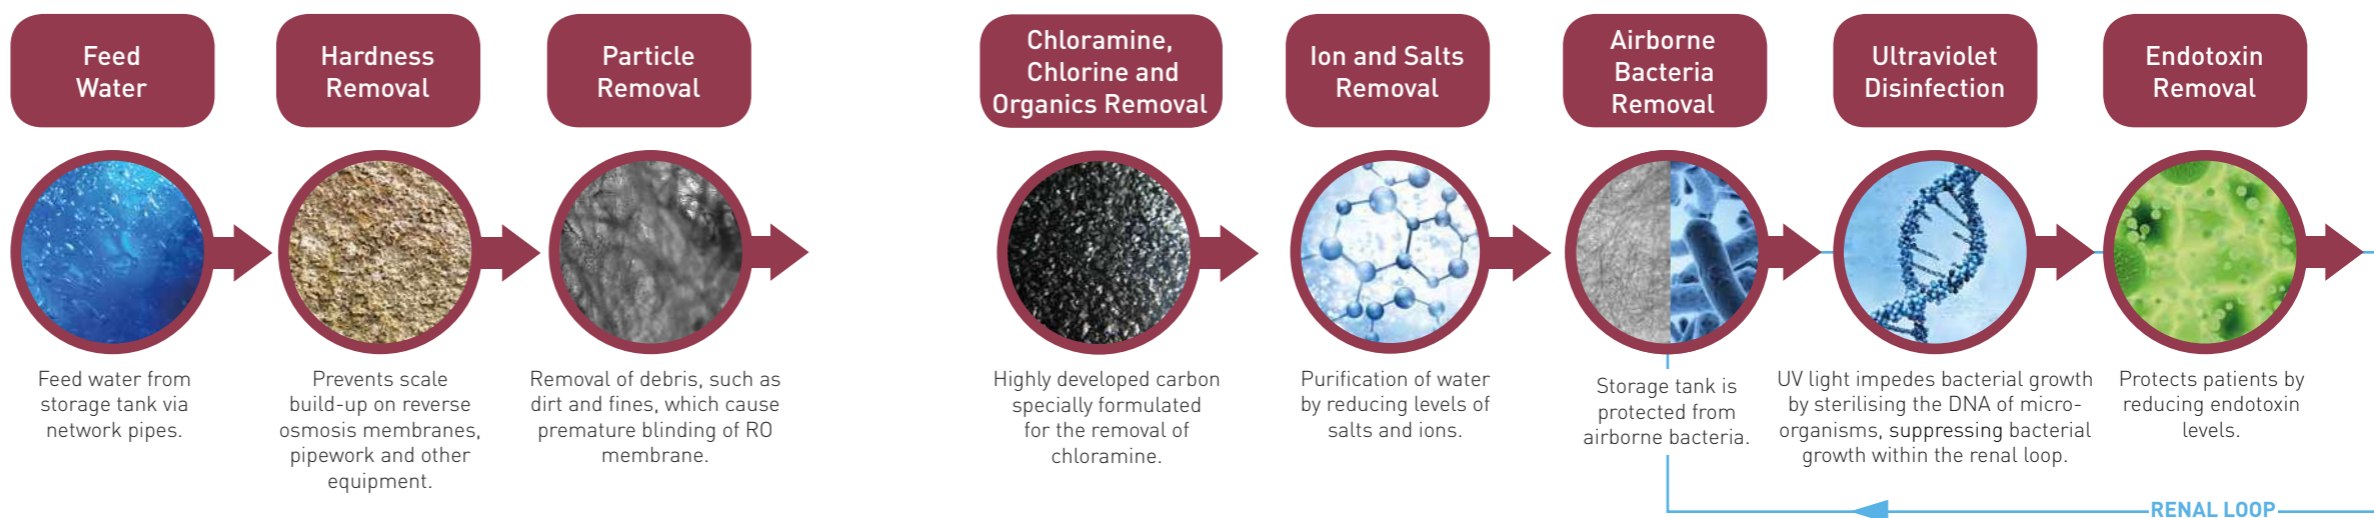 Feed
Water
Hardness
Removal
Particle
Removal
Chloramine,
Chlorine and
Organics Removal
Ion and Salts
Removal
Airborne
Bacteria
Removal
Ultraviolet
Disinfection
Endotoxin
Removal
Feed water from
storage tank via
network pipes.
Prevents scale
build-up on reverse
osmosis membranes,
pipework and other
equipment.
Removal of debris, such as
dirt and fines, which cause
premature blinding of RO
membrane.
Highly developed carbon
specially formulated
for the removal of
chloramine.
Purification of water
by reducing levels of
salts and ions.
Storage tank is
protected from
airborne bacteria.
UV light impedes bacterial growth
by sterilising the DNA of micro-
organisms, suppressing bacterial
growth within the renal loop.
Protects patients by
reducing endotoxin
levels.
RENAL LOOP